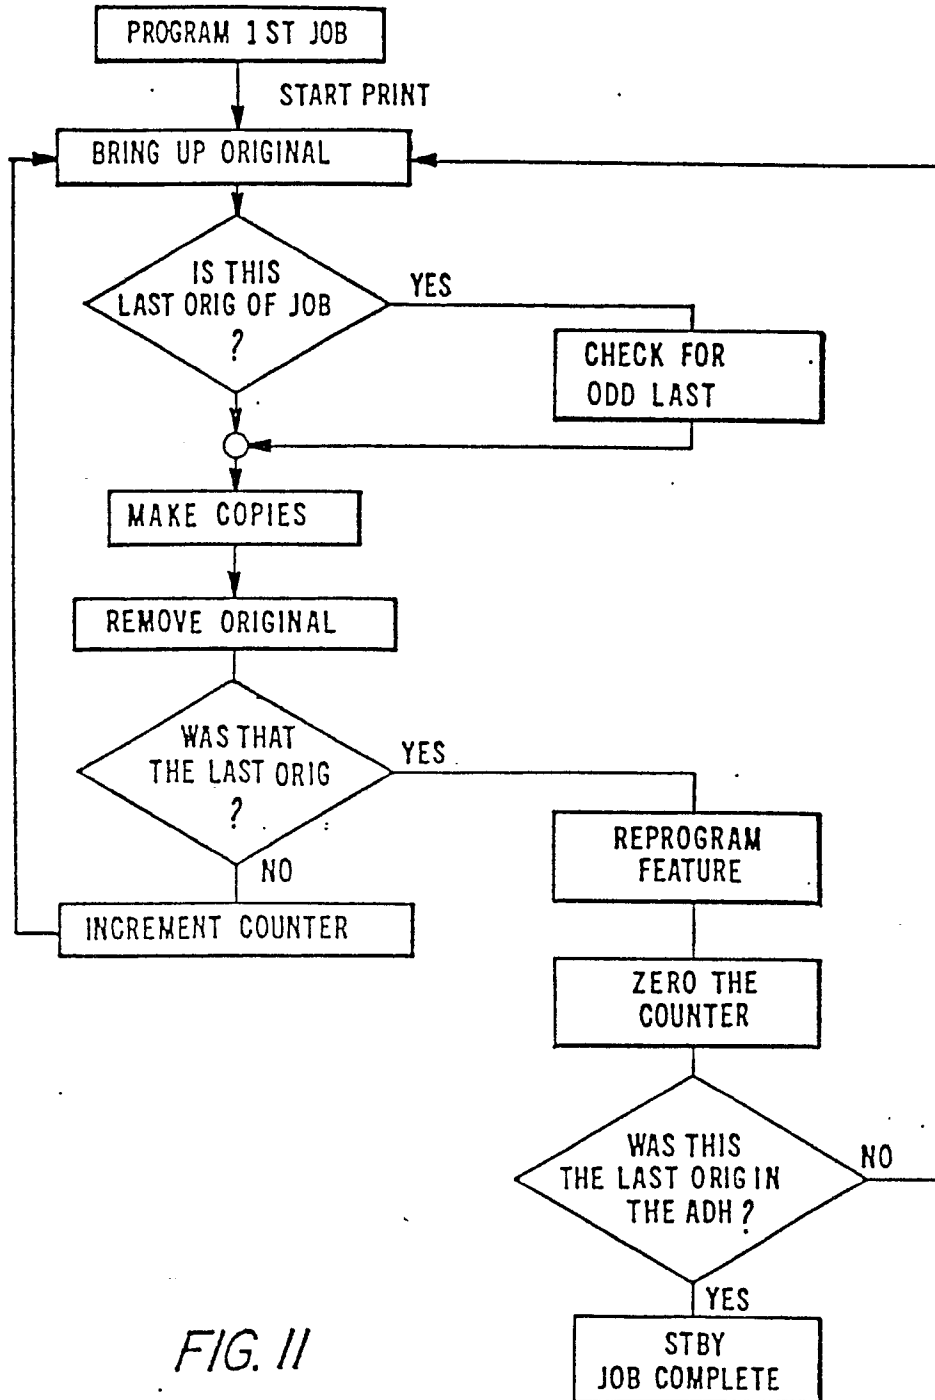 PROGRAM 1ST JOB
START PRINT
BRING UP ORIGINAL
IS THIS
LAST ORIG OF JOB
?
YES
CHECK FOR
ODD LAST
MAKE COPIES
REMOVE ORIGINAL
WAS THAT
THE LAST ORIG
?
YES
NO
INCREMENT COUNTER
REPROGRAM
FEATURE
ZERO THE
COUNTER
WAS THIS
THE LAST ORIG IN
THE ADH?
NO
YES
STBY
JOB COMPLETE
FIG. 11